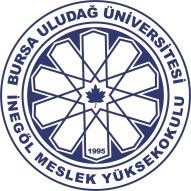 BURSA ULUDAĞ ÜNİVERSİTESİ
İNEGÖL MESLEK YÜKSEKOKULU
1995